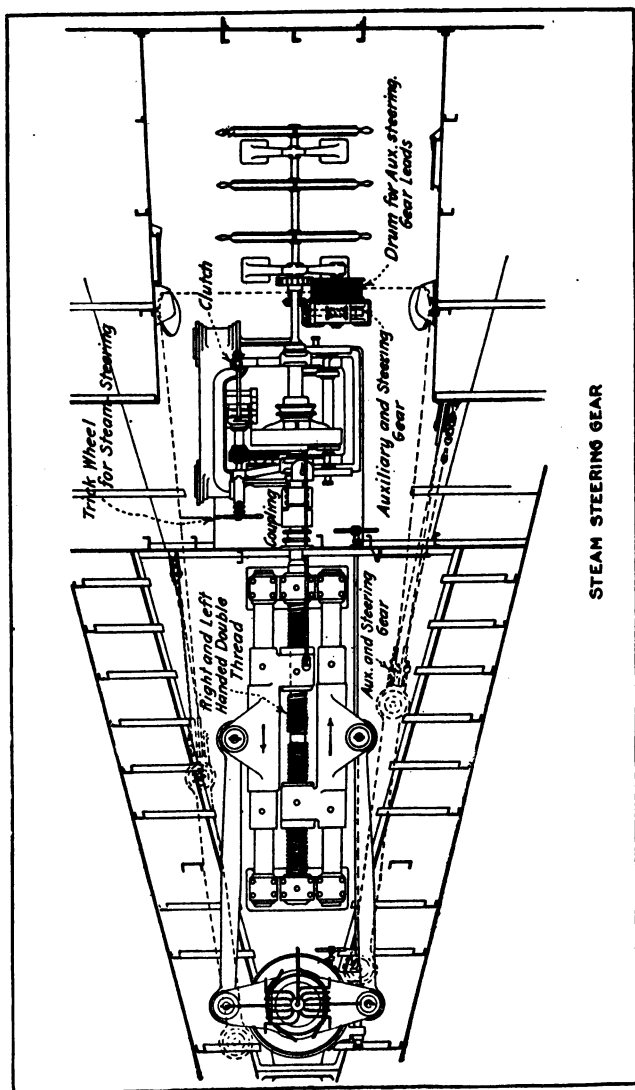 Trick Wheel
for Steam Steering
Clutch
Drum for Aux. steering.
Gear Leads
Coupling
Auxiliary and Steering
Gear
Right and Left
Handed Double
Thread
Aux. and Steering
Gear
STEAM STEERING GEAR